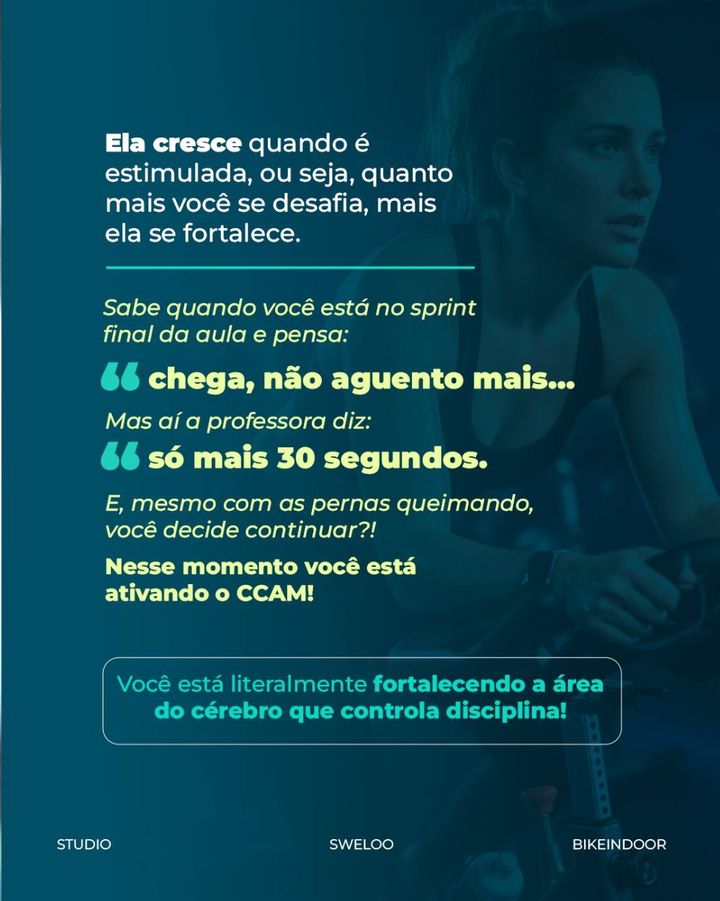 Ela cresce quando é
estimulada, ou seja, quanto
mais você se desafia, mais
ela se fortalece.
Sabe quando você está no sprint
final da aula e pensa:
“ chega, não aguento mais...
Mas aí a professora diz:
“ só mais 30 segundos.
E, mesmo com as pernas queimando,
você decide continuar?!
Nesse momento você está
ativando o CCAM!
Você está literalmente fortalecendo a área
do cérebro que controla disciplina!
STUDIO SWELOO BIKEINDOOR